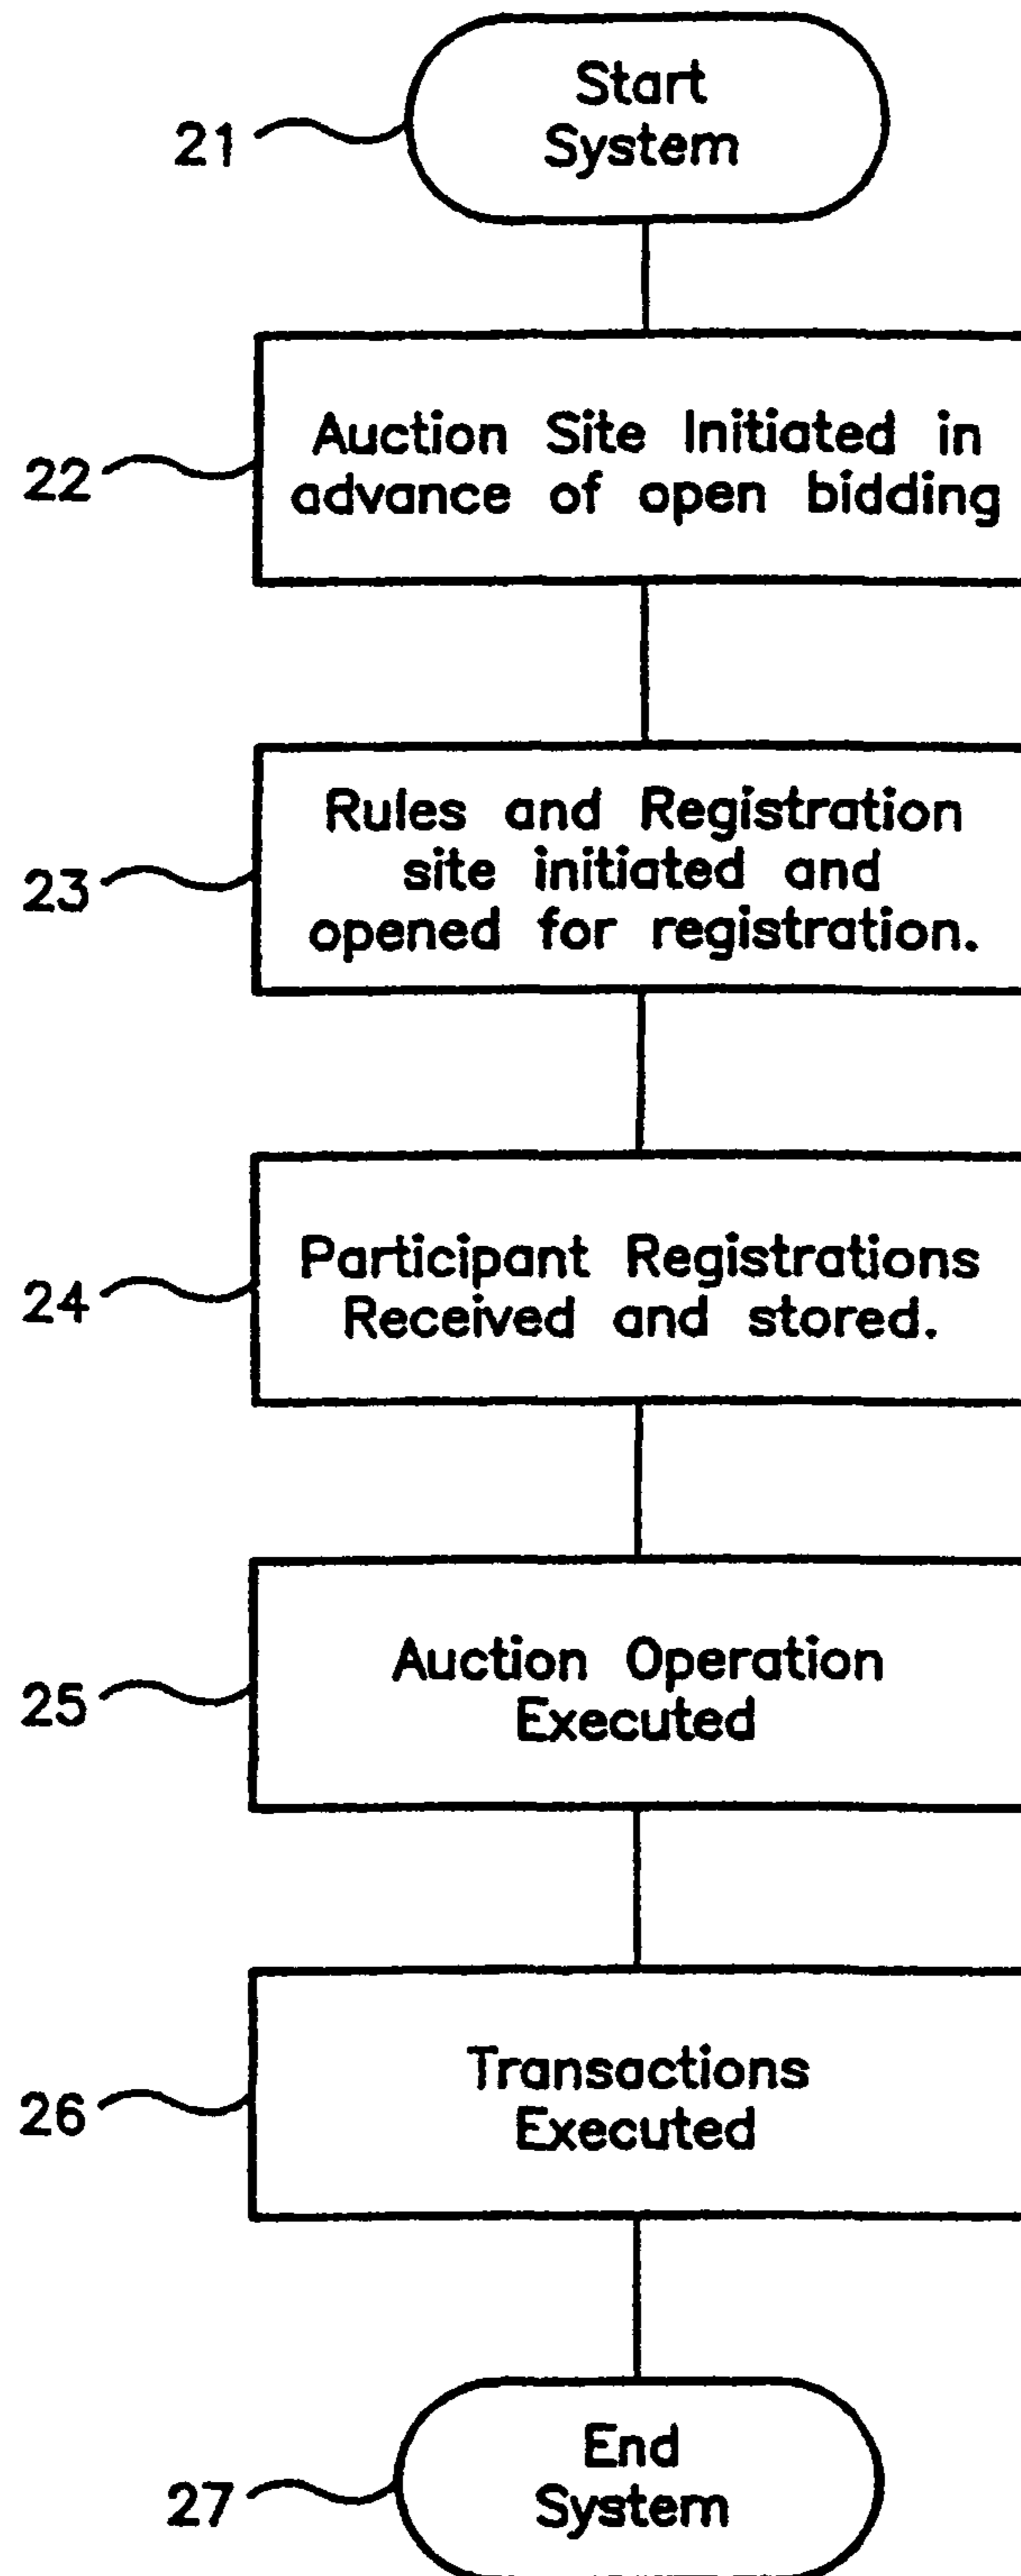 Start
System
21
Auction Site Initiated in
advance of open bidding
22
Rules and Registration
site initiated and
opened for registration.
23
Participant Registrations
Received and stored.
24
Auction Operation
Executed
25
Transactions
Executed
26
End
System
27